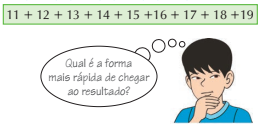 11 + 12 + 13 + 14 + 15 +16 + 17 + 18 +19
Qual é a forma
mais rápida de chegar
ao resultado?